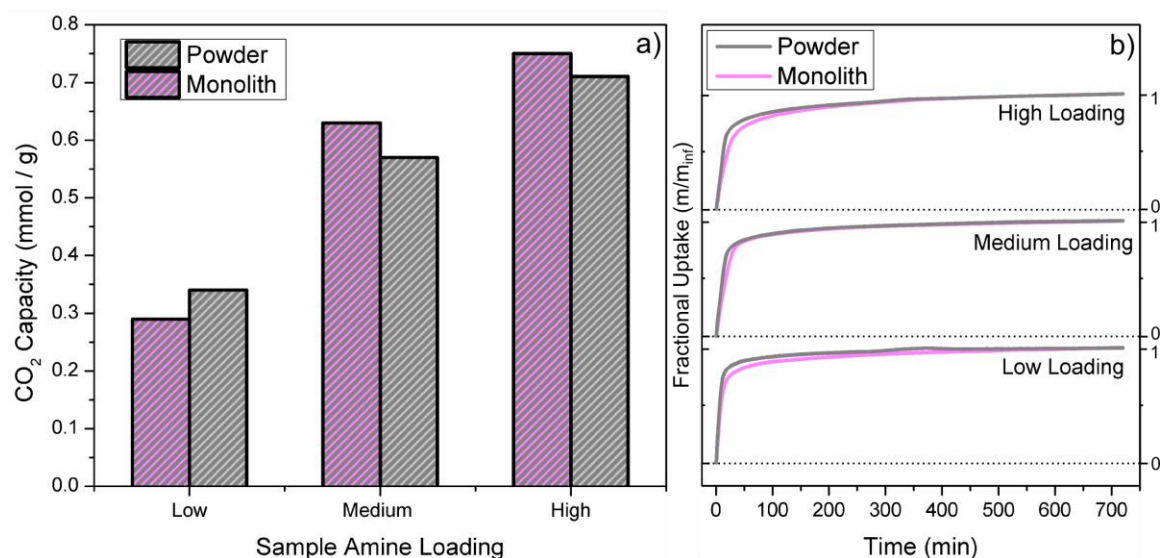 a)
Powder
Monolith
CO₂ Capacity (mmol / g)
0.8
0.7
0.6
0.5
0.4
0.3
0.2
0.1
0.0
Low Medium High
Sample Amine Loading
b)
Powder
Monolith
Fractional Uptake (m/m_inf)
1
High Loading
0
1
Medium Loading
0
1
Low Loading
0
0 100 200 300 400 500 600 700
Time (min)